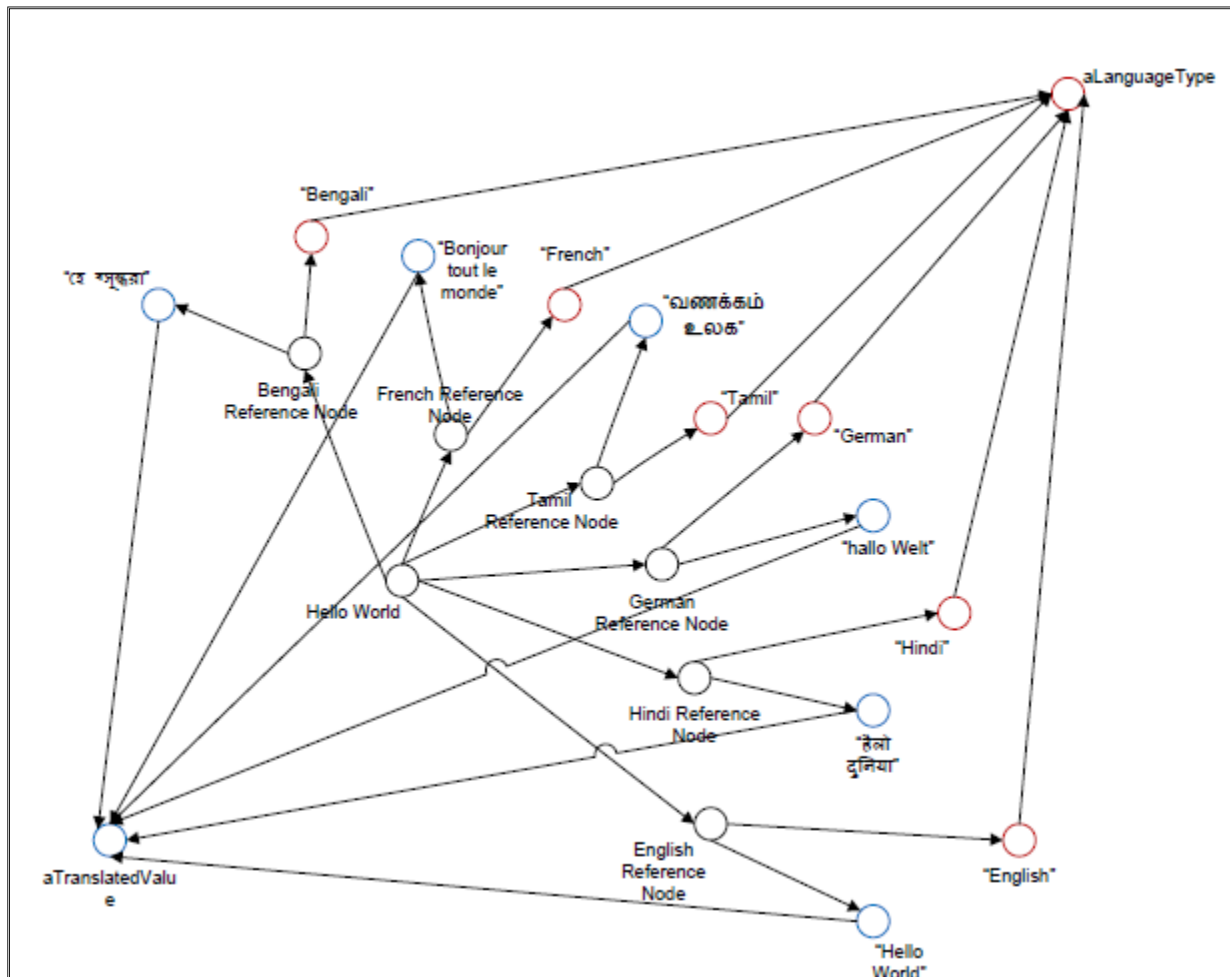 aLanguageType
"Bengali"
"Bonjour
tout le
monde"
"French"
"হে বসুন্ধরা"
"வணக்கம்
உலக"
Bengali
Reference Node
French Reference
Node
"Tamil"
"German"
Tamil
Reference Node
"hallo Welt"
Hello World
German
Reference Node
"Hindi"
Hindi Reference
Node
"हैलो
दुनिया"
English
Reference
Node
"English"
aTranslatedValu
e
"Hello
World"